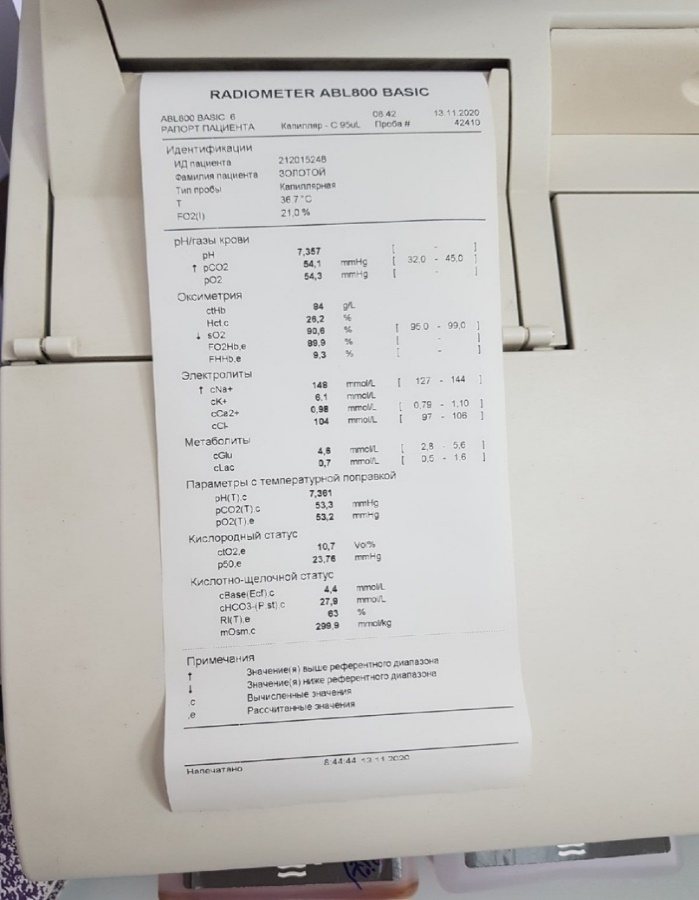 RADIOMETER ABL800 BASIC
ABL800 BASIC 6 08:42 13.11.2020
РАПОРТ ПАЦИЕНТА Капилляр - C 95uL Проба # 42410
Идентификации
ИД пациента 212015248
Фамилия пациента ЗОЛОТОЙ
Тип пробы Капиллярная
T 36.7 °C
FO2(I) 21,0 %
pH/газы крови
pH 7,357 [ - ]
↑ pCO2 54,1 mmHg [ 32,0 - 45,0 ]
pO2 54,3 mmHg [ - ]
Оксиметрия
ctHb 84 g/L
Hct.c 26,2 %
↓ sO2 90,6 % [ 95,0 - 99,0 ]
FO2Hb,e 89,9 % [ - ]
FHHb,e 9,3 % [ - ]
Электролиты
↑ cNa+ 148 mmol/L [ 127 - 144 ]
cK+ 6,1 mmol/L
cCa2+ 0,98 mmol/L [ 0,79 - 1,10 ]
cCl- 104 mmol/L [ 97 - 106 ]
Метаболиты
cGlu 4,6 mmol/L [ 2,8 - 5,6 ]
cLac 0,7 mmol/L [ 0,5 - 1,6 ]
Параметры с температурной поправкой
pH(T).c 7,361
pCO2(T).c 53,3 mmHg
pO2(T).e 53,2 mmHg
Кислородный статус
ctO2,e 10,7 Vol%
p50.e 23,76 mmHg
Кислотно-щелочной статус
cBase(Ecf).c 4,4 mmol/L
cHCO3-(P.st).c 27,9 mmol/L
RI(T).e 63 %
mOsm.c 299,9 mmol/kg
Примечания
↑ Значение(я) выше референтного диапазона
↓ Значение(я) ниже референтного диапазона
.c Вычисленные значения
.e Рассчитанные значения
Напечатано 8:44:44 13.11.2020